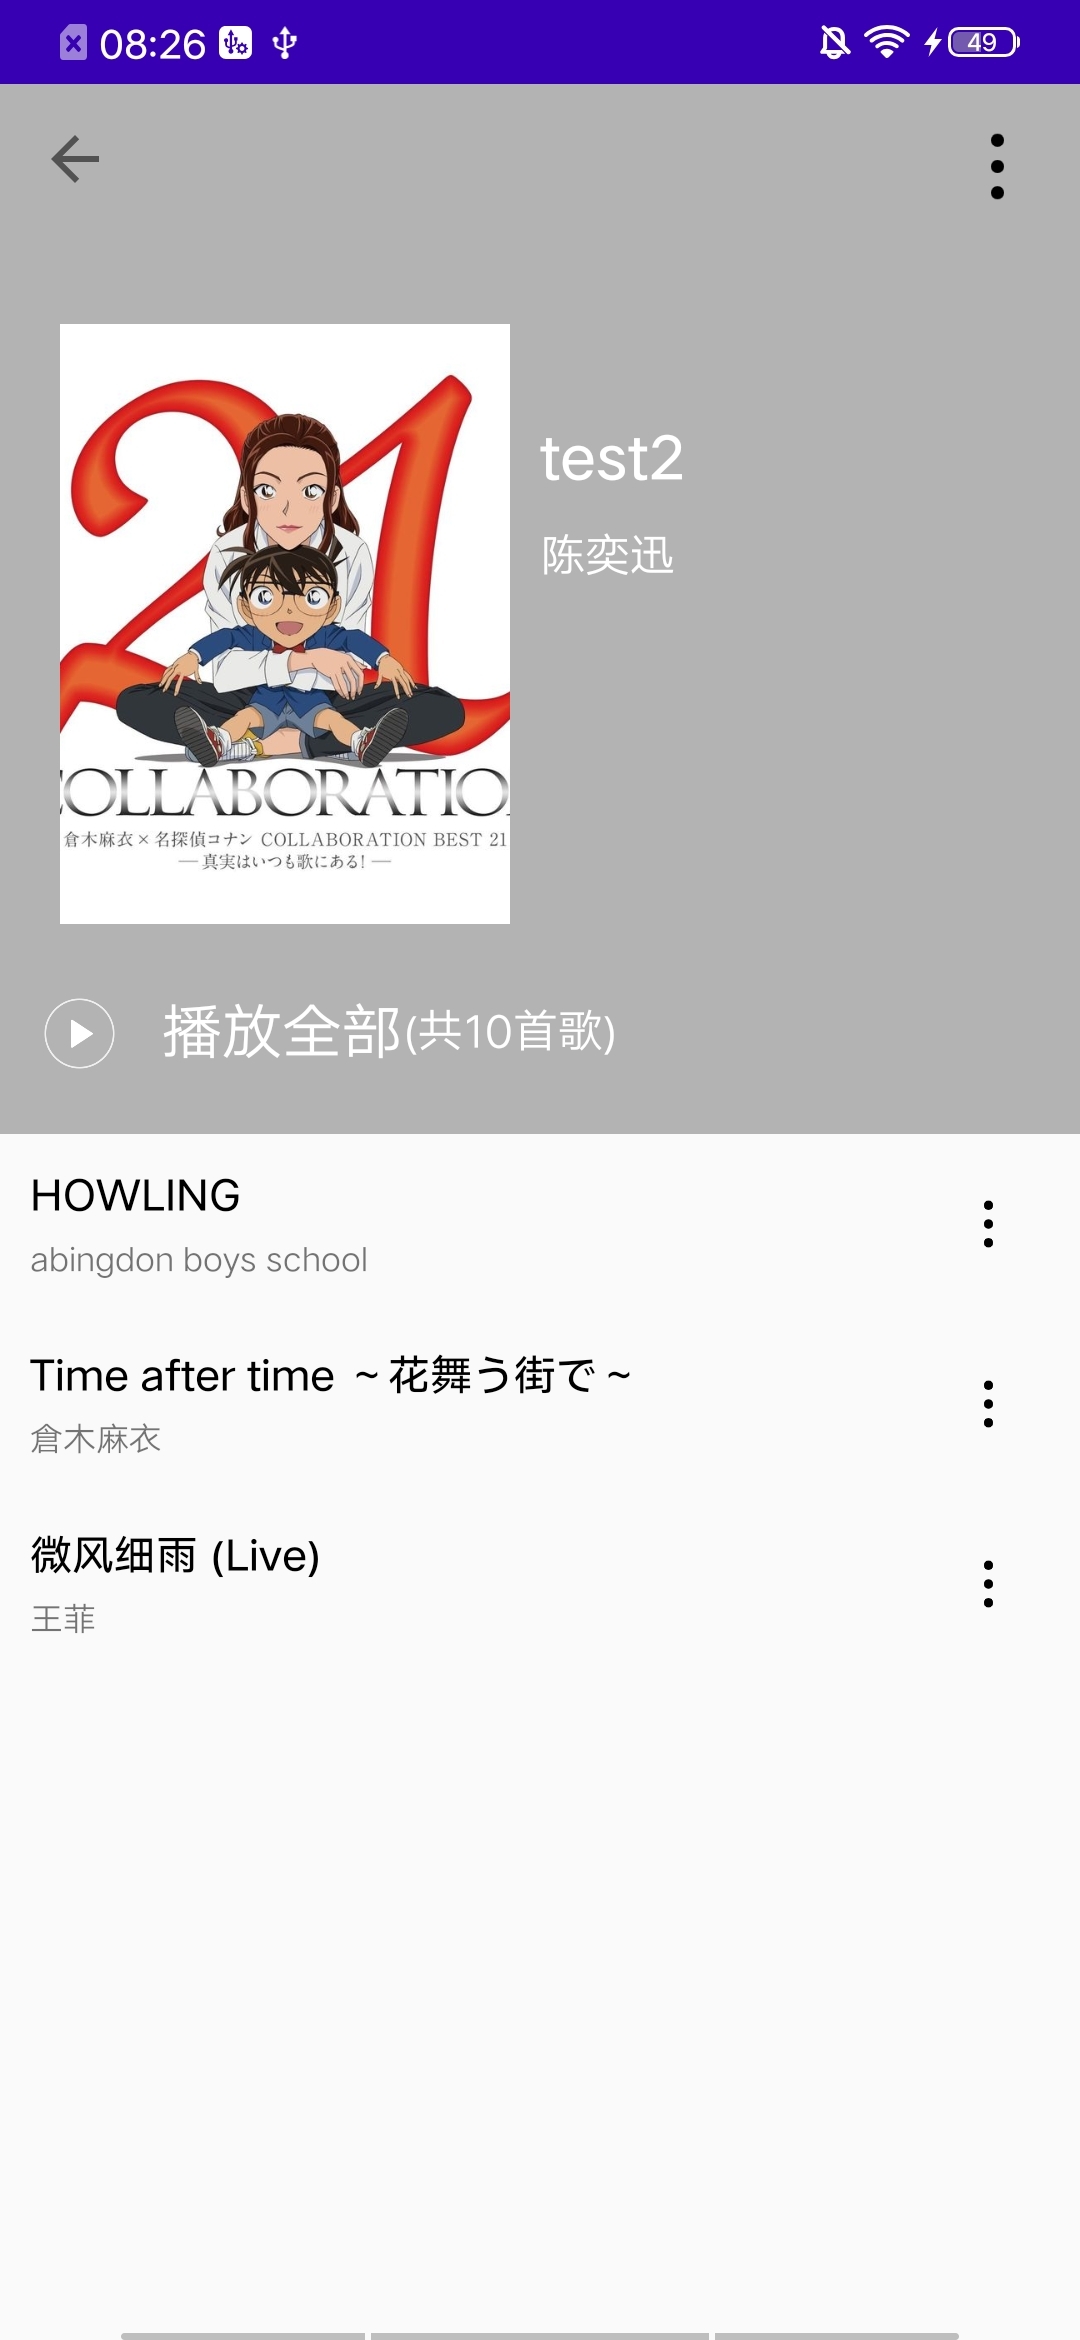 08:26
49
21
COLLABORATIO
倉木麻衣×名探偵コナン COLLABORATION BEST 21
―真実はいつも歌にある!―
test2
陈奕迅
播放全部(共10首歌)
HOWLING
abingdon boys school
Time after time ～花舞う街で～
倉木麻衣
微风细雨 (Live)
王菲